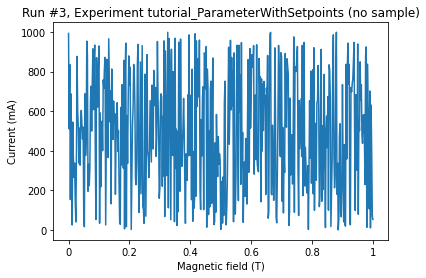 Run #3, Experiment tutorial_ParameterWithSetpoints (no sample)
1000
800
600
400
200
0
Current (mA)
0 0.2 0.4 0.6 0.8 1
Magnetic field (T)